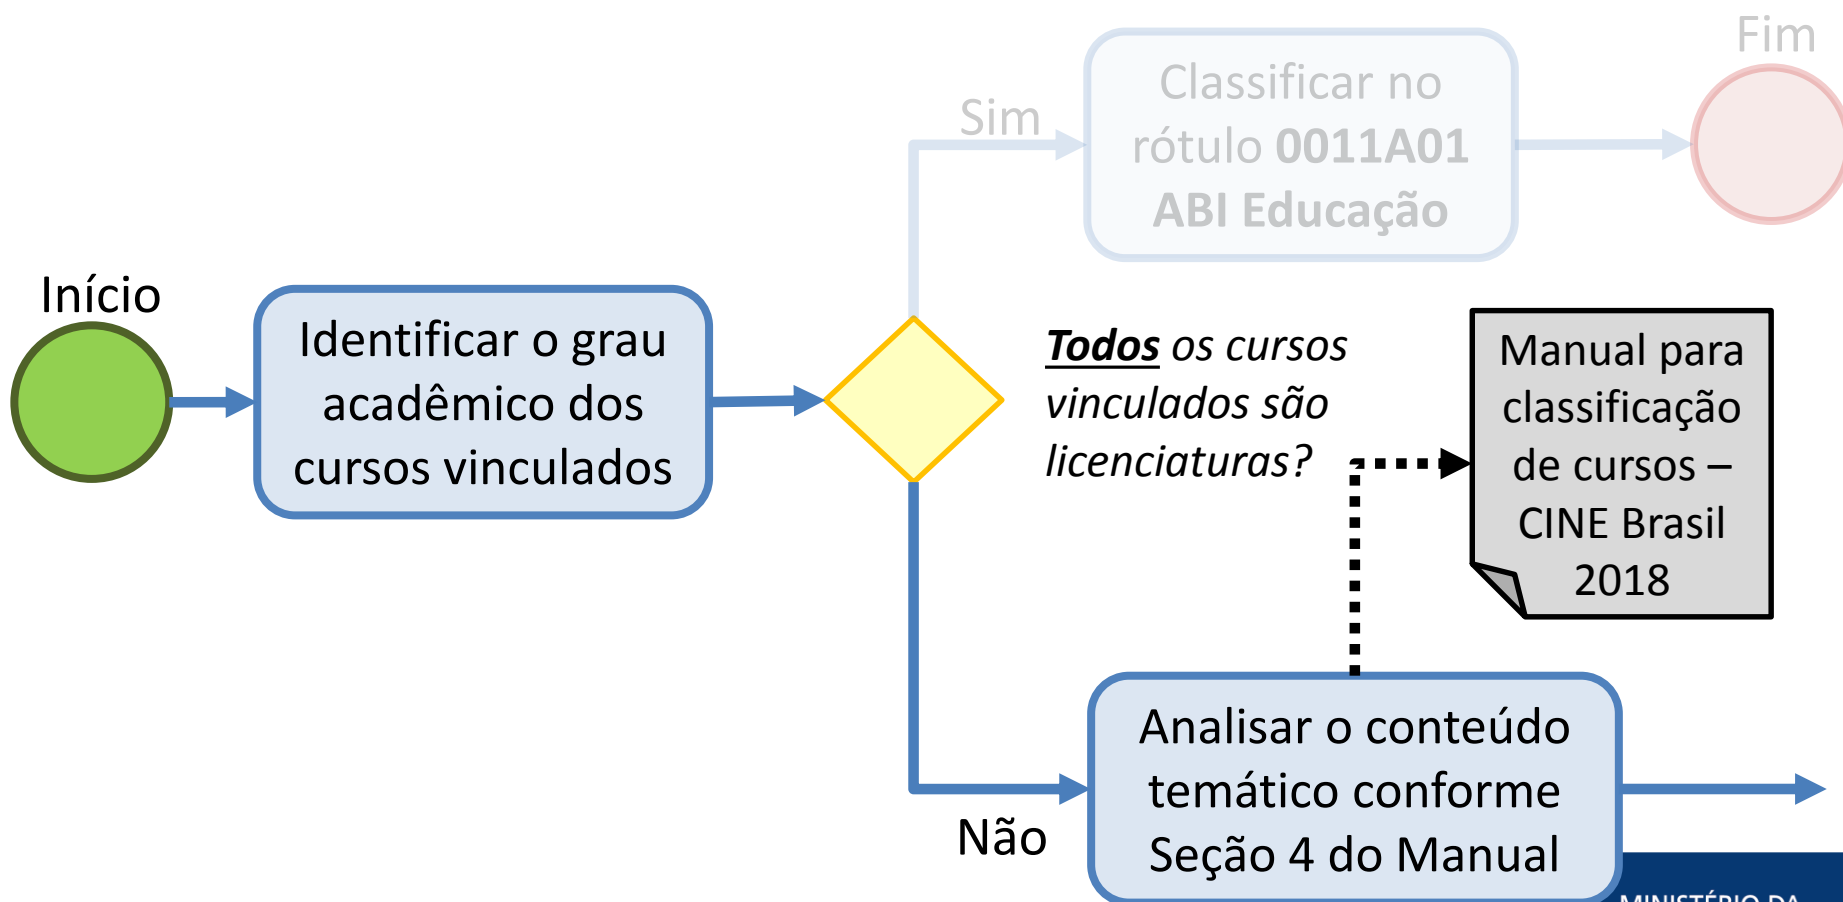 Fim
Sim
Classificar no
rótulo 0011A01
ABI Educação
Início
Identificar o grau
acadêmico dos
cursos vinculados
Todos os cursos
vinculados são
licenciaturas?
Manual para
classificação
de cursos –
CINE Brasil
2018
Não
Analisar o conteúdo
temático conforme
Seção 4 do Manual
MINISTÉRIO DA